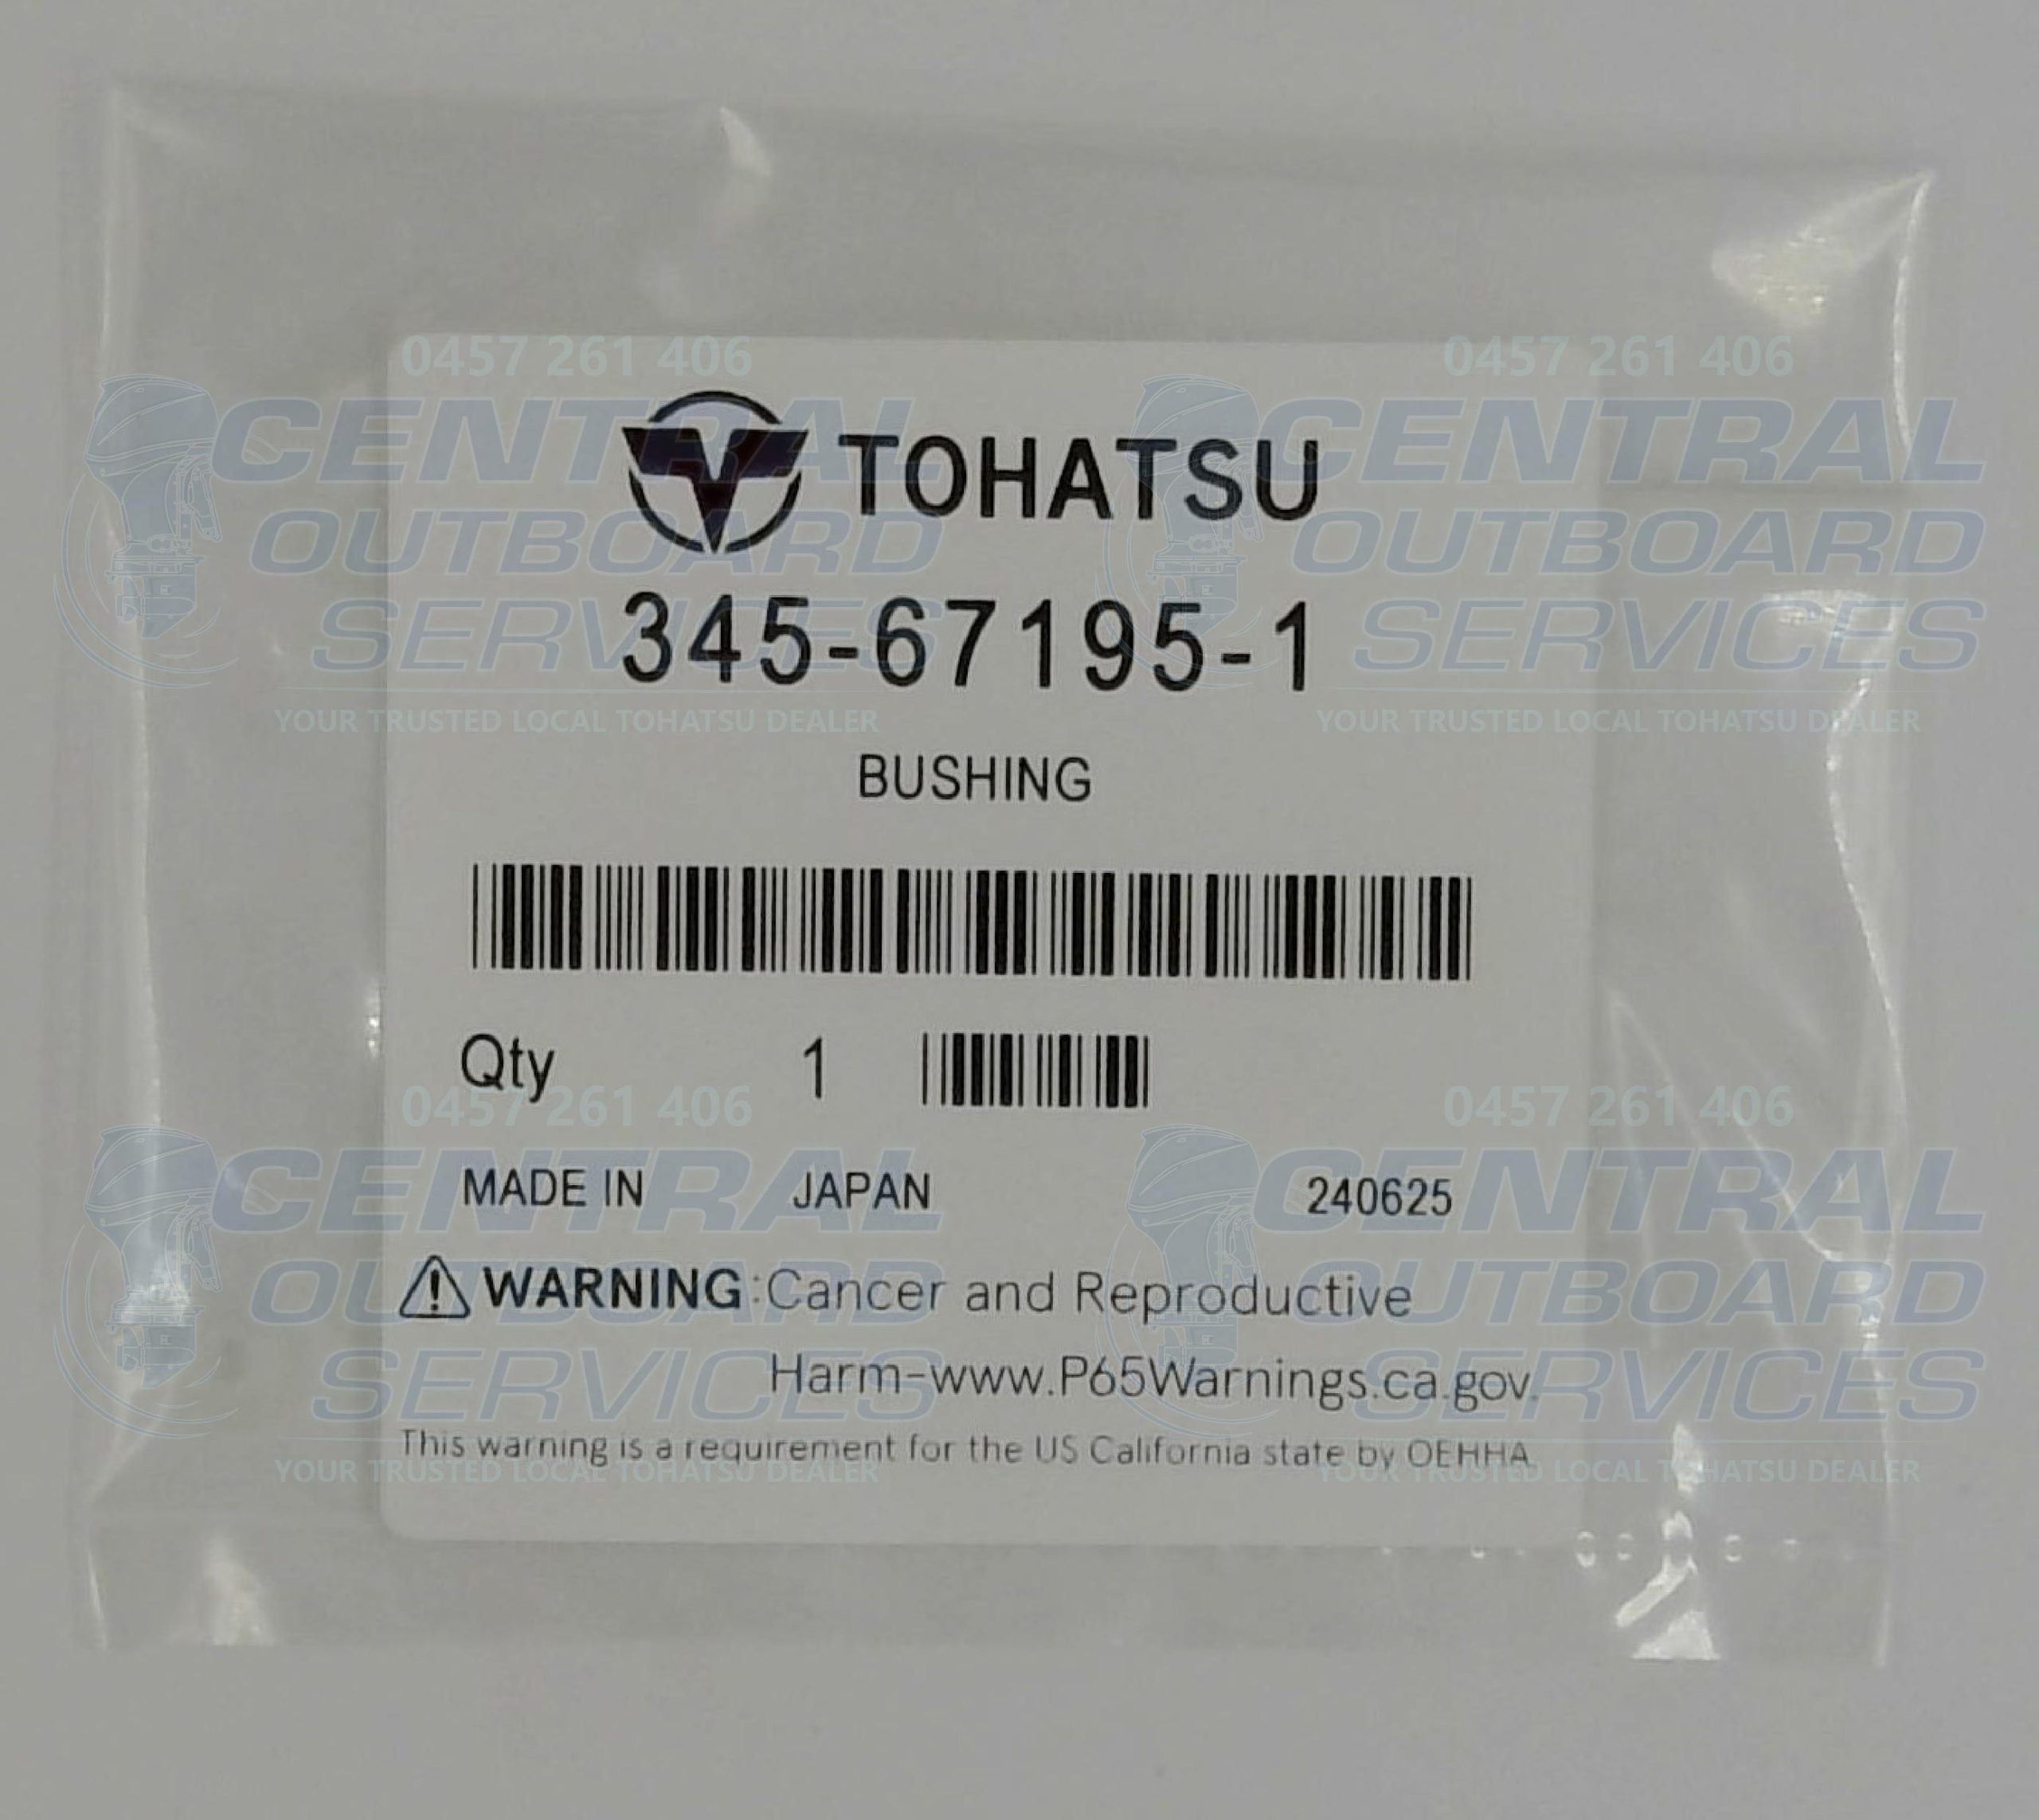 0457 261 406
CENTRAL
OUTBOARD
SERVICES
YOUR TRUSTED LOCAL TOHATSU DEALER
0457 261 406
CENTRAL
OUTBOARD
SERVICES
YOUR TRUSTED LOCAL TOHATSU DEALER
TOHATSU
345-67195-1
BUSHING
Qty 1
MADE IN JAPAN 240625
⚠ WARNING:Cancer and Reproductive
Harm-www.P65Warnings.ca.gov.
This warning is a requirement for the US California state by OEHHA
0457 261 406
CENTRAL
OUTBOARD
SERVICES
YOUR TRUSTED LOCAL TOHATSU DEALER
0457 261 406
CENTRAL
OUTBOARD
SERVICES
YOUR TRUSTED LOCAL TOHATSU DEALER